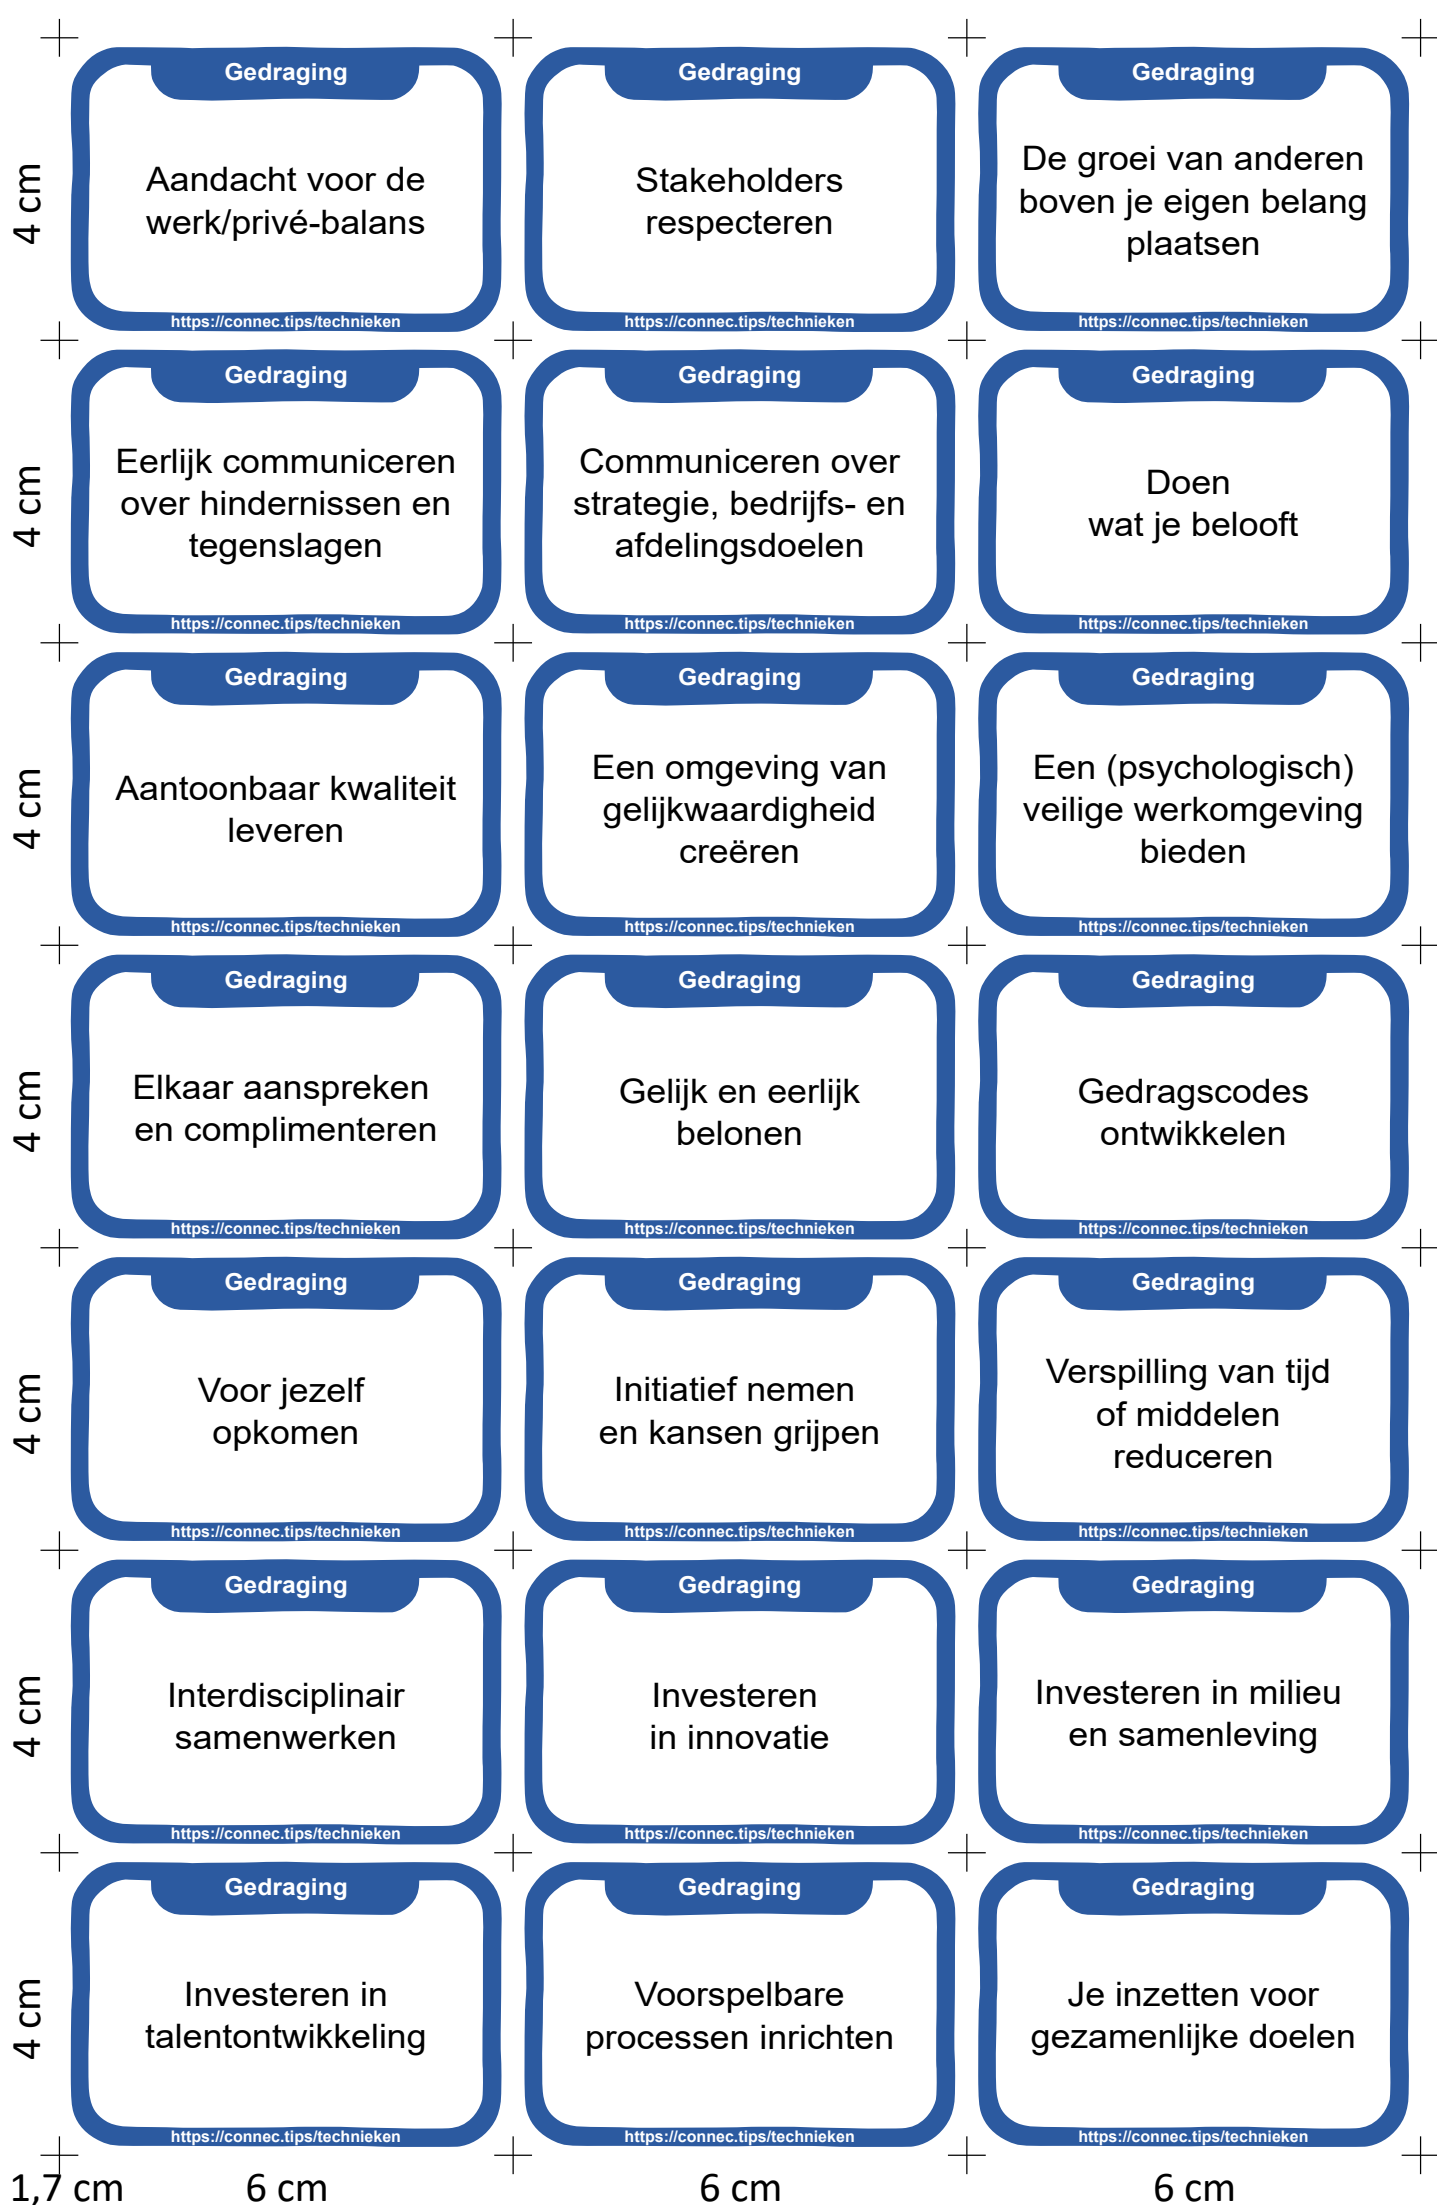 Gedraging
Aandacht voor de
werk/privé-balans
https://connec.tips/technieken
Gedraging
Stakeholders
respecteren
https://connec.tips/technieken
Gedraging
De groei van anderen
boven je eigen belang
plaatsen
https://connec.tips/technieken
4 cm
Gedraging
Eerlijk communiceren
over hindernissen en
tegenslagen
https://connec.tips/technieken
Gedraging
Communiceren over
strategie, bedrijfs- en
afdelingsdoelen
https://connec.tips/technieken
Gedraging
Doen
wat je belooft
https://connec.tips/technieken
4 cm
Gedraging
Aantoonbaar kwaliteit
leveren
https://connec.tips/technieken
Gedraging
Een omgeving van
gelijkwaardigheid
creëren
https://connec.tips/technieken
Gedraging
Een (psychologisch)
veilige werkomgeving
bieden
https://connec.tips/technieken
4 cm
Gedraging
Elkaar aanspreken
en complimenteren
https://connec.tips/technieken
Gedraging
Gelijk en eerlijk
belonen
https://connec.tips/technieken
Gedraging
Gedragscodes
ontwikkelen
https://connec.tips/technieken
4 cm
Gedraging
Voor jezelf
opkomen
https://connec.tips/technieken
Gedraging
Initiatief nemen
en kansen grijpen
https://connec.tips/technieken
Gedraging
Verspilling van tijd
of middelen
reduceren
https://connec.tips/technieken
4 cm
Gedraging
Interdisciplinair
samenwerken
https://connec.tips/technieken
Gedraging
Investeren
in innovatie
https://connec.tips/technieken
Gedraging
Investeren in milieu
en samenleving
https://connec.tips/technieken
4 cm
Gedraging
Investeren in
talentontwikkeling
https://connec.tips/technieken
Gedraging
Voorspelbare
processen inrichten
https://connec.tips/technieken
Gedraging
Je inzetten voor
gezamenlijke doelen
https://connec.tips/technieken
4 cm
1,7 cm
6 cm
6 cm
6 cm